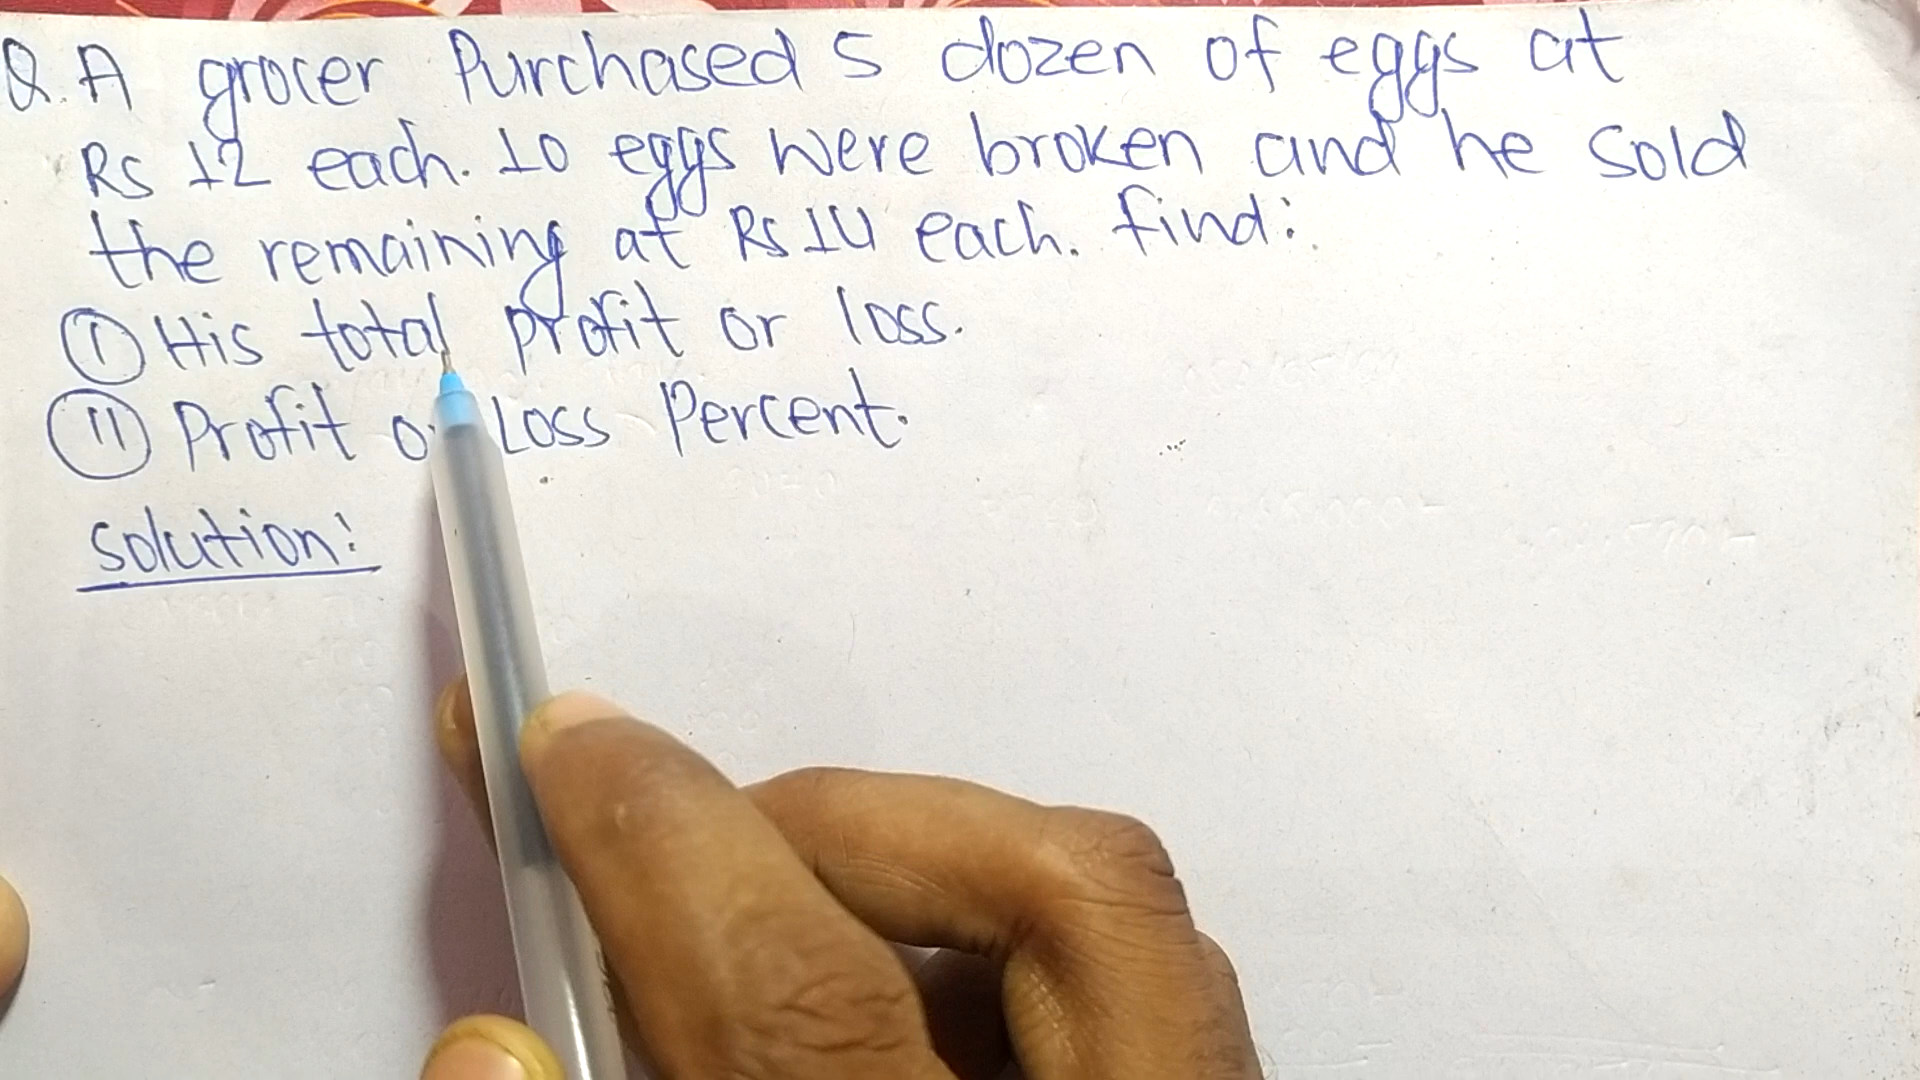 Q. A grocer Purchased 5 dozen of eggs at
Rs 12 each. 10 eggs were broken and he sold
the remaining at Rs 14 each. find:
(I) His total profit or loss.
(II) Profit or Loss Percent.
Solution: